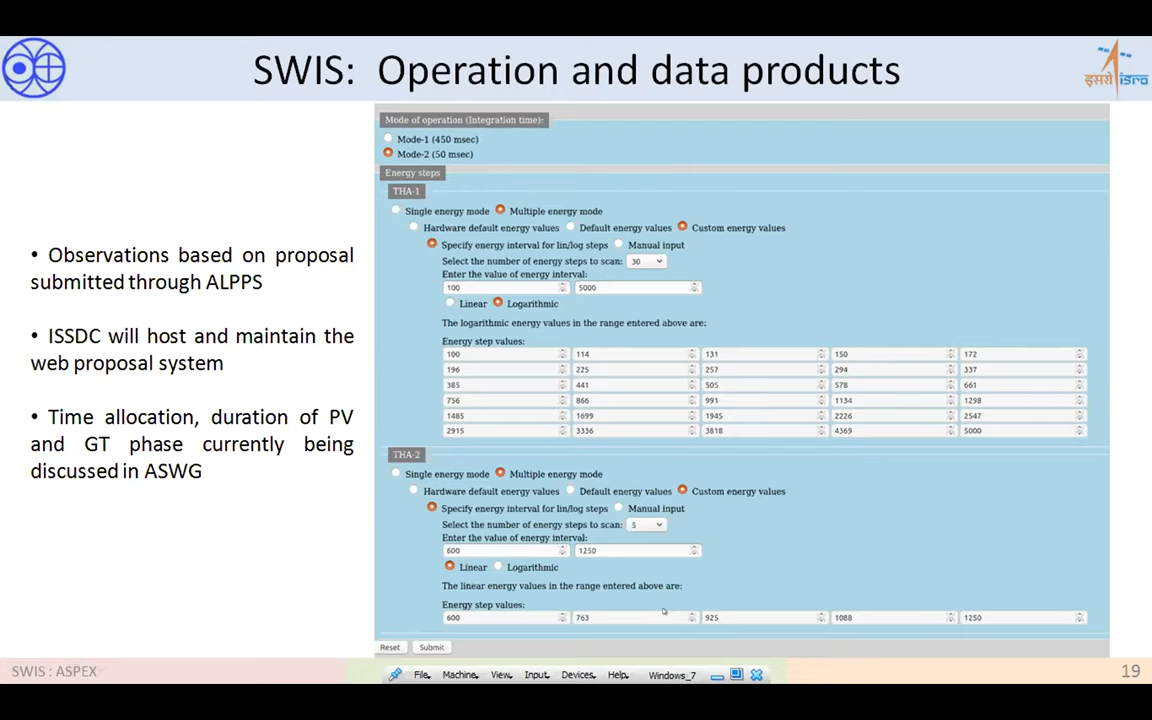 SWIS: Operation and data products
इसरो isro
• Observations based on proposal
submitted through ALPPS
• ISSDC will host and maintain the
web proposal system
• Time allocation, duration of PV
and GT phase currently being
discussed in ASWG
Mode of operation (Integration time):
Mode-1 (450 msec)
Mode-2 (50 msec)
Energy steps
THA-1
Single energy mode Multiple energy mode
Hardware default energy values Default energy values Custom energy values
Specify energy interval for lin/log steps Manual input
Select the number of energy steps to scan: 30
Enter the value of energy interval:
100 5000
Linear Logarithmic
The logarithmic energy values in the range entered above are:
Energy step values:
100 114 131 150 172
196 225 257 294 337
385 441 505 578 661
756 866 991 1134 1298
1485 1699 1945 2226 2547
2915 3336 3818 4369 5000
THA-2
Single energy mode Multiple energy mode
Hardware default energy values Default energy values Custom energy values
Specify energy interval for lin/log steps Manual input
Select the number of energy steps to scan: 5
Enter the value of energy interval:
600 1250
Linear Logarithmic
The linear energy values in the range entered above are:
Energy step values:
600 763 925 1088 1250
Reset Submit
SWIS : ASPEX
File Machine View Input Devices Help Windows_7
19